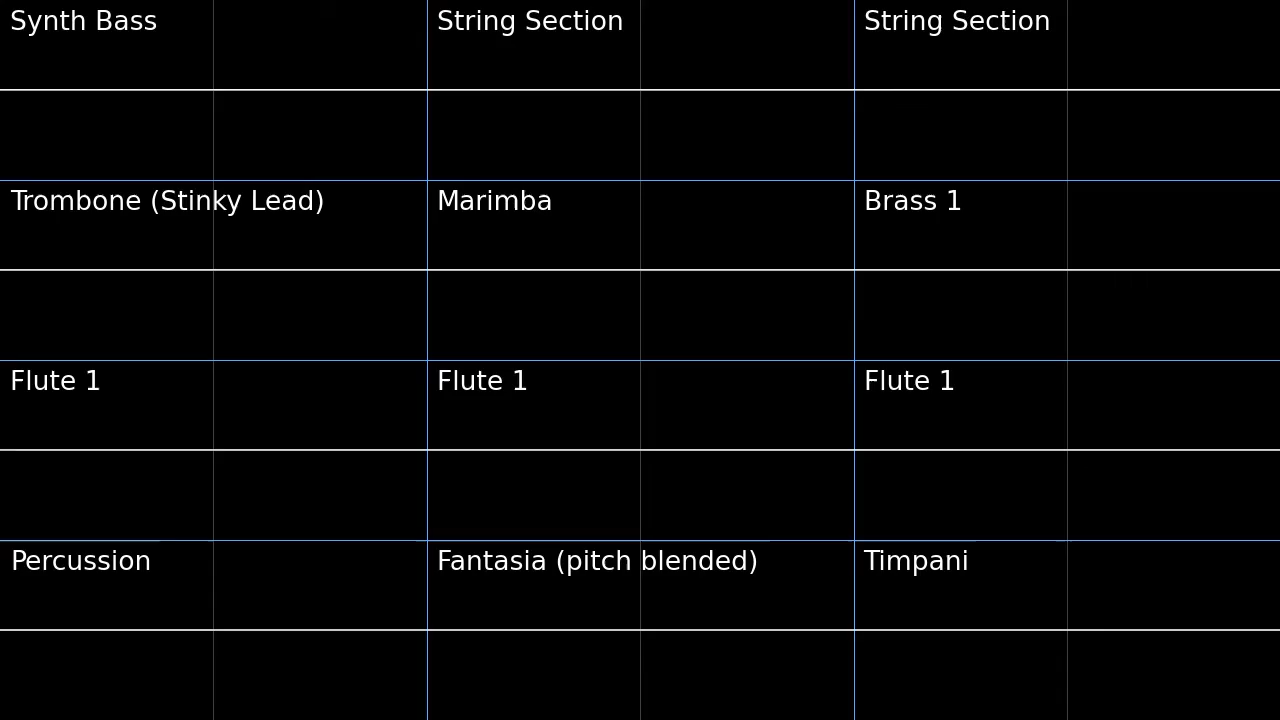 Synth Bass
String Section
String Section
Trombone (Stinky Lead)
Marimba
Brass 1
Flute 1
Flute 1
Flute 1
Percussion
Fantasia (pitch blended)
Timpani